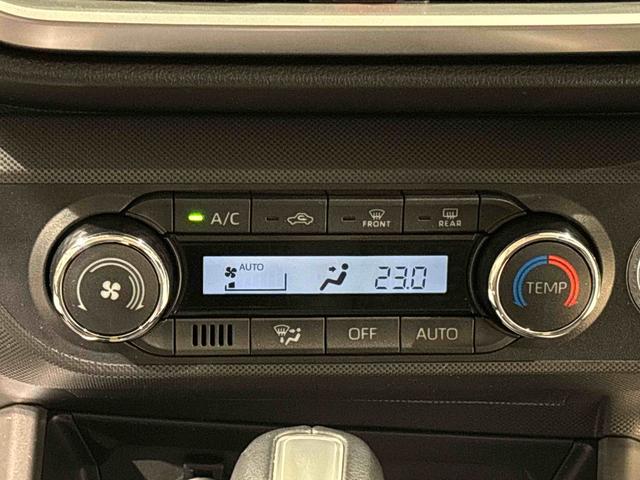 A/C
FRONT
REAR
AUTO
23.0
TEMP
OFF
AUTO